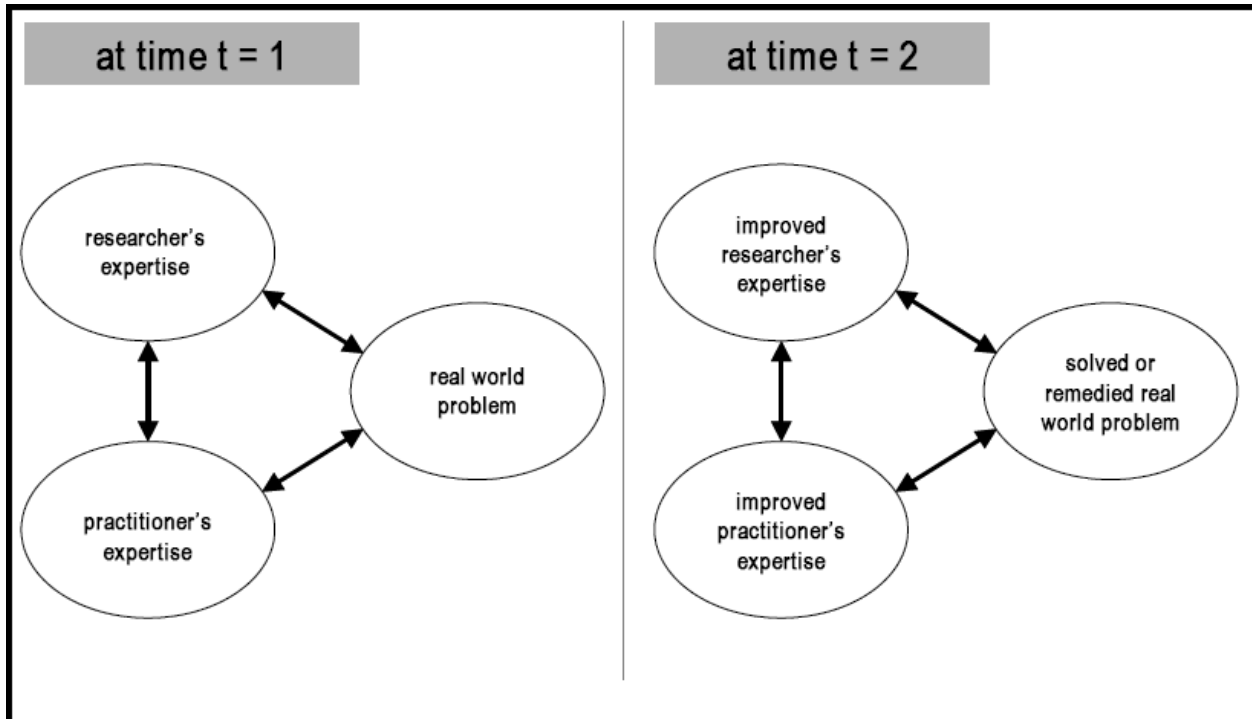 at time t = 1
researcher's
expertise
real world
problem
practitioner's
expertise
at time t = 2
improved
researcher's
expertise
solved or
remedied real
world problem
improved
practitioner's
expertise